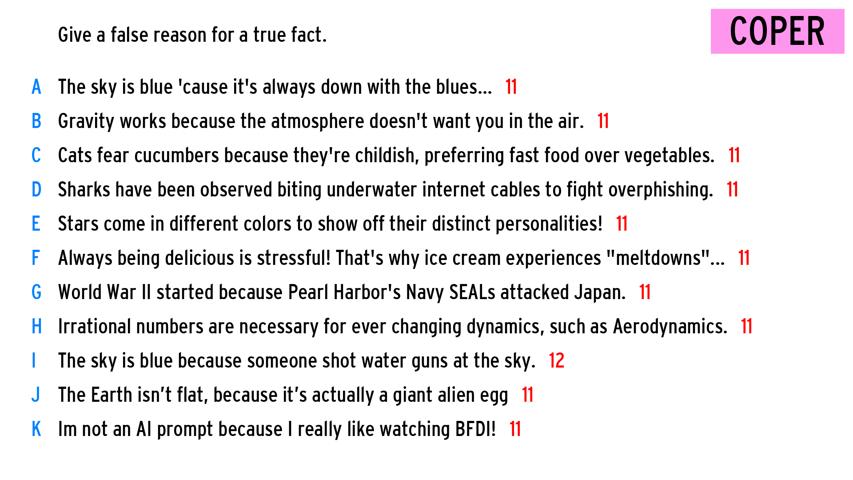 Give a false reason for a true fact.
COPER
A The sky is blue 'cause it's always down with the blues... 11
B Gravity works because the atmosphere doesn't want you in the air. 11
C Cats fear cucumbers because they're childish, preferring fast food over vegetables. 11
D Sharks have been observed biting underwater internet cables to fight overphishing. 11
E Stars come in different colors to show off their distinct personalities! 11
F Always being delicious is stressful! That's why ice cream experiences "meltdowns"... 11
G World War II started because Pearl Harbor's Navy SEALs attacked Japan. 11
H Irrational numbers are necessary for ever changing dynamics, such as Aerodynamics. 11
I The sky is blue because someone shot water guns at the sky. 12
J The Earth isn’t flat, because it’s actually a giant alien egg 11
K Im not an AI prompt because I really like watching BFDI! 11